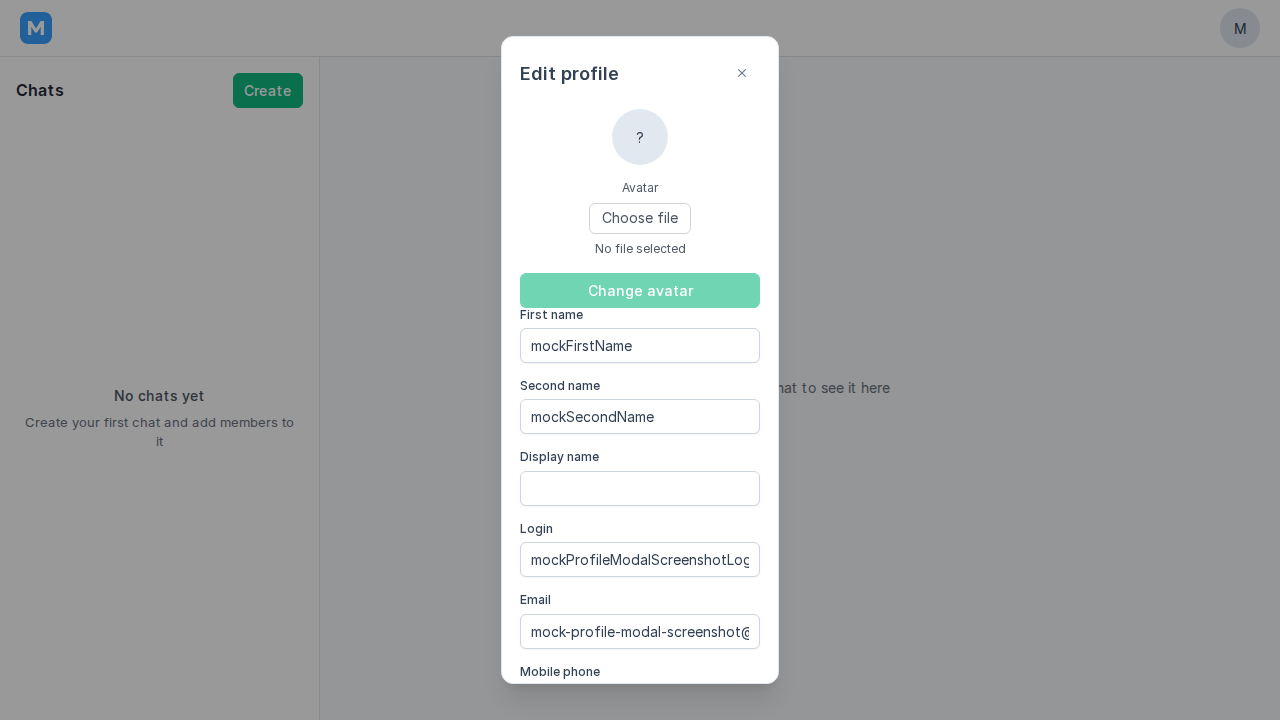 M
Chats
Create
No chats yet
Create your first chat and add members to
it
hat to see it here
Edit profile
×
?
Avatar
Choose file
No file selected
Change avatar
First name
mockFirstName
Second name
mockSecondName
Display name
Login
mockProfileModalScreenshotLog
Email
mock-profile-modal-screenshot@
Mobile phone